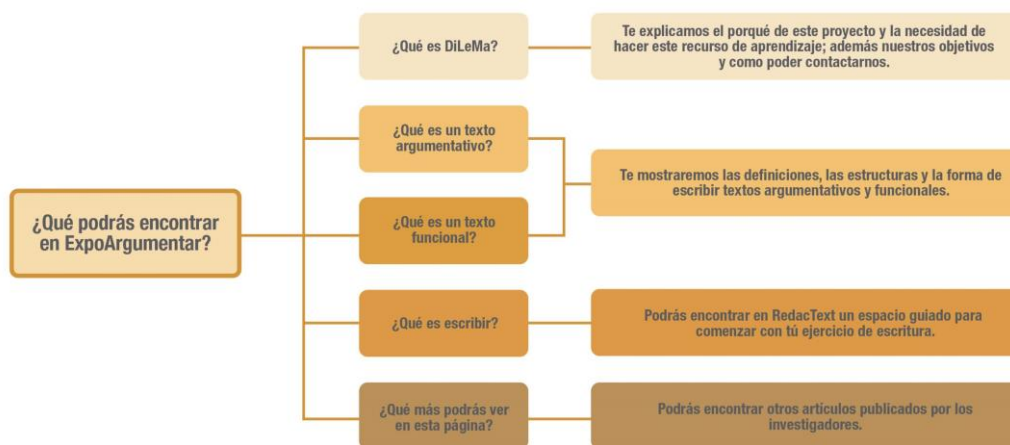 ¿Qué podrás encontrar
en ExpoArgumentar?
¿Qué es DiLeMa?
Te explicamos el porqué de este proyecto y la necesidad de
hacer este recurso de aprendizaje; además nuestros objetivos
y como poder contactarnos.
¿Qué es un texto
argumentativo?
¿Qué es un texto
funcional?
Te mostraremos las definiciones, las estructuras y la forma de
escribir textos argumentativos y funcionales.
¿Qué es escribir?
Podrás encontrar en RedacText un espacio guiado para
comenzar con tú ejercicio de escritura.
¿Qué más podrás ver
en esta página?
Podrás encontrar otros artículos publicados por los
investigadores.